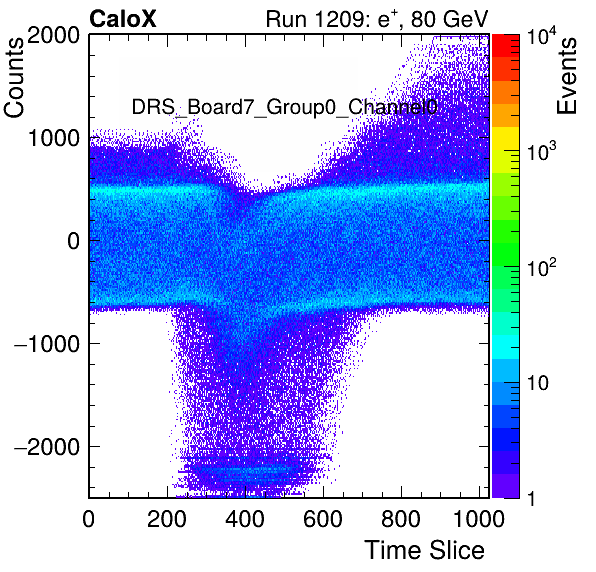 CaloX Run 1209: e+, 80 GeV
Counts
Events
DRS_Board7_Group0_Channel0
2000
1000
0
−1000
−2000
0 200 400 600 800 1000
Time Slice
10^4
10^3
10^2
10
1